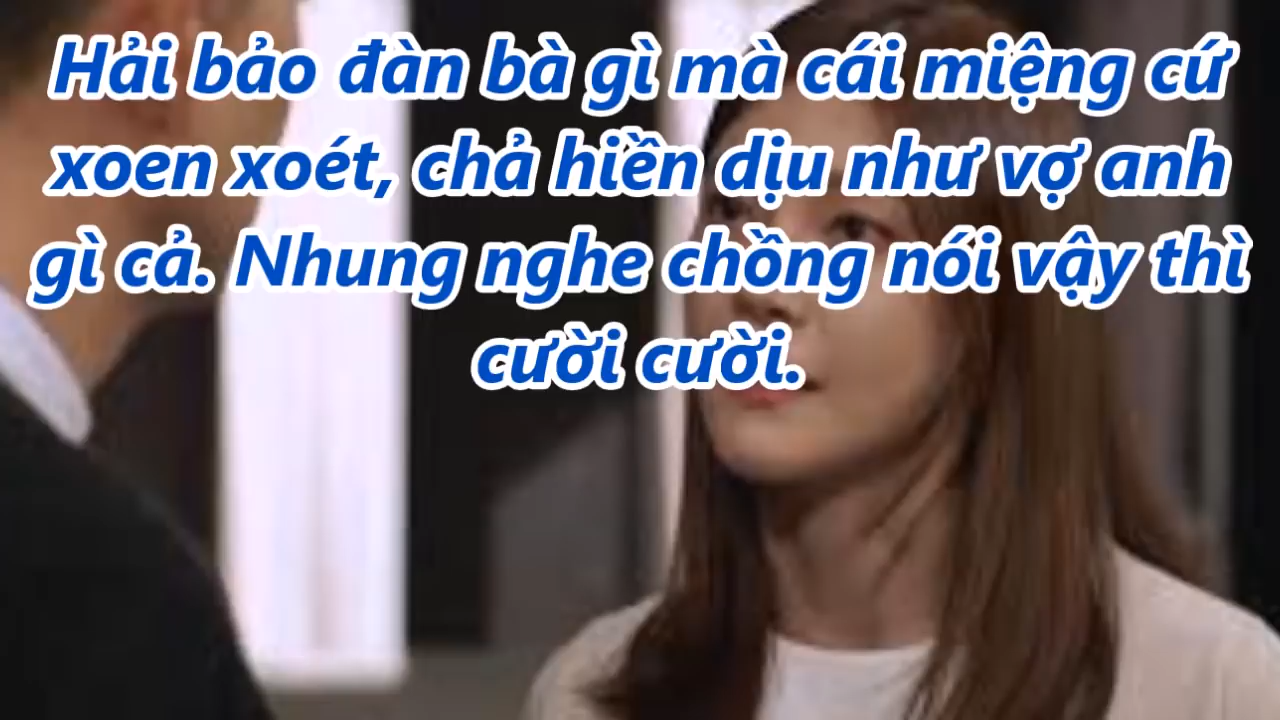 Hải bảo đàn bà gì mà cái miệng cứ
xoen xoét, chả hiền dịu như vợ anh
gì cả. Nhung nghe chồng nói vậy thì
cười cười.